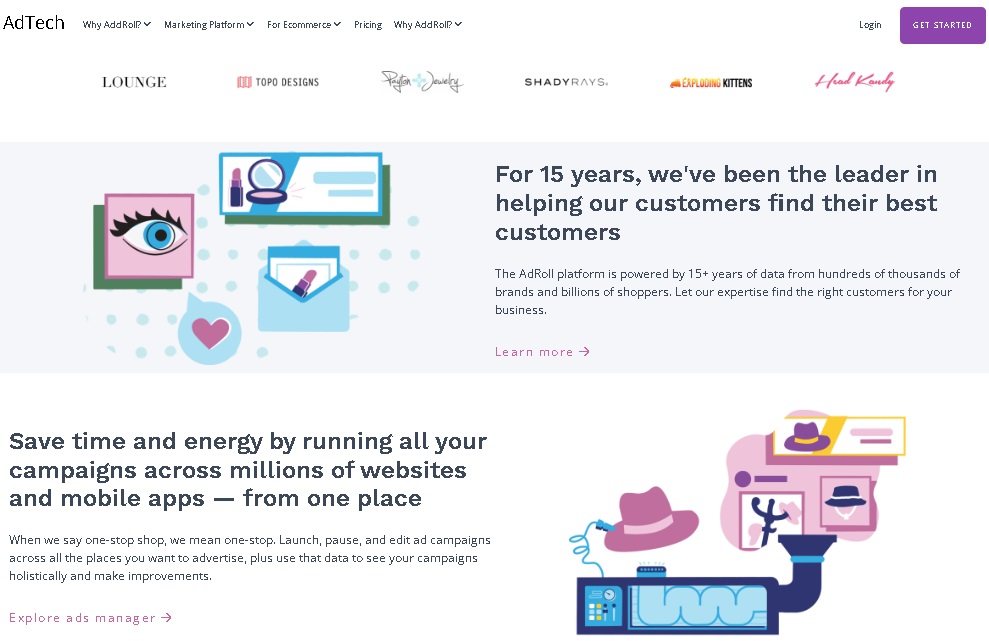 AdTech Why AddRoll? Marketing Platform For Ecommerce Pricing Why AddRoll? Login GET STARTED
LOUNGE TOPO DESIGNS Payton Jewelry SHADYRAYS. EXPLODING KITTENS Head Kandy
For 15 years, we've been the leader in
helping our customers find their best
customers
The AdRoll platform is powered by 15+ years of data from hundreds of thousands of
brands and billions of shoppers. Let our expertise find the right customers for your
business.
Learn more →
Save time and energy by running all your
campaigns across millions of websites
and mobile apps — from one place
When we say one-stop shop, we mean one-stop. Launch, pause, and edit ad campaigns
across all the places you want to advertise, plus use that data to see your campaigns
holistically and make improvements.
Explore ads manager →